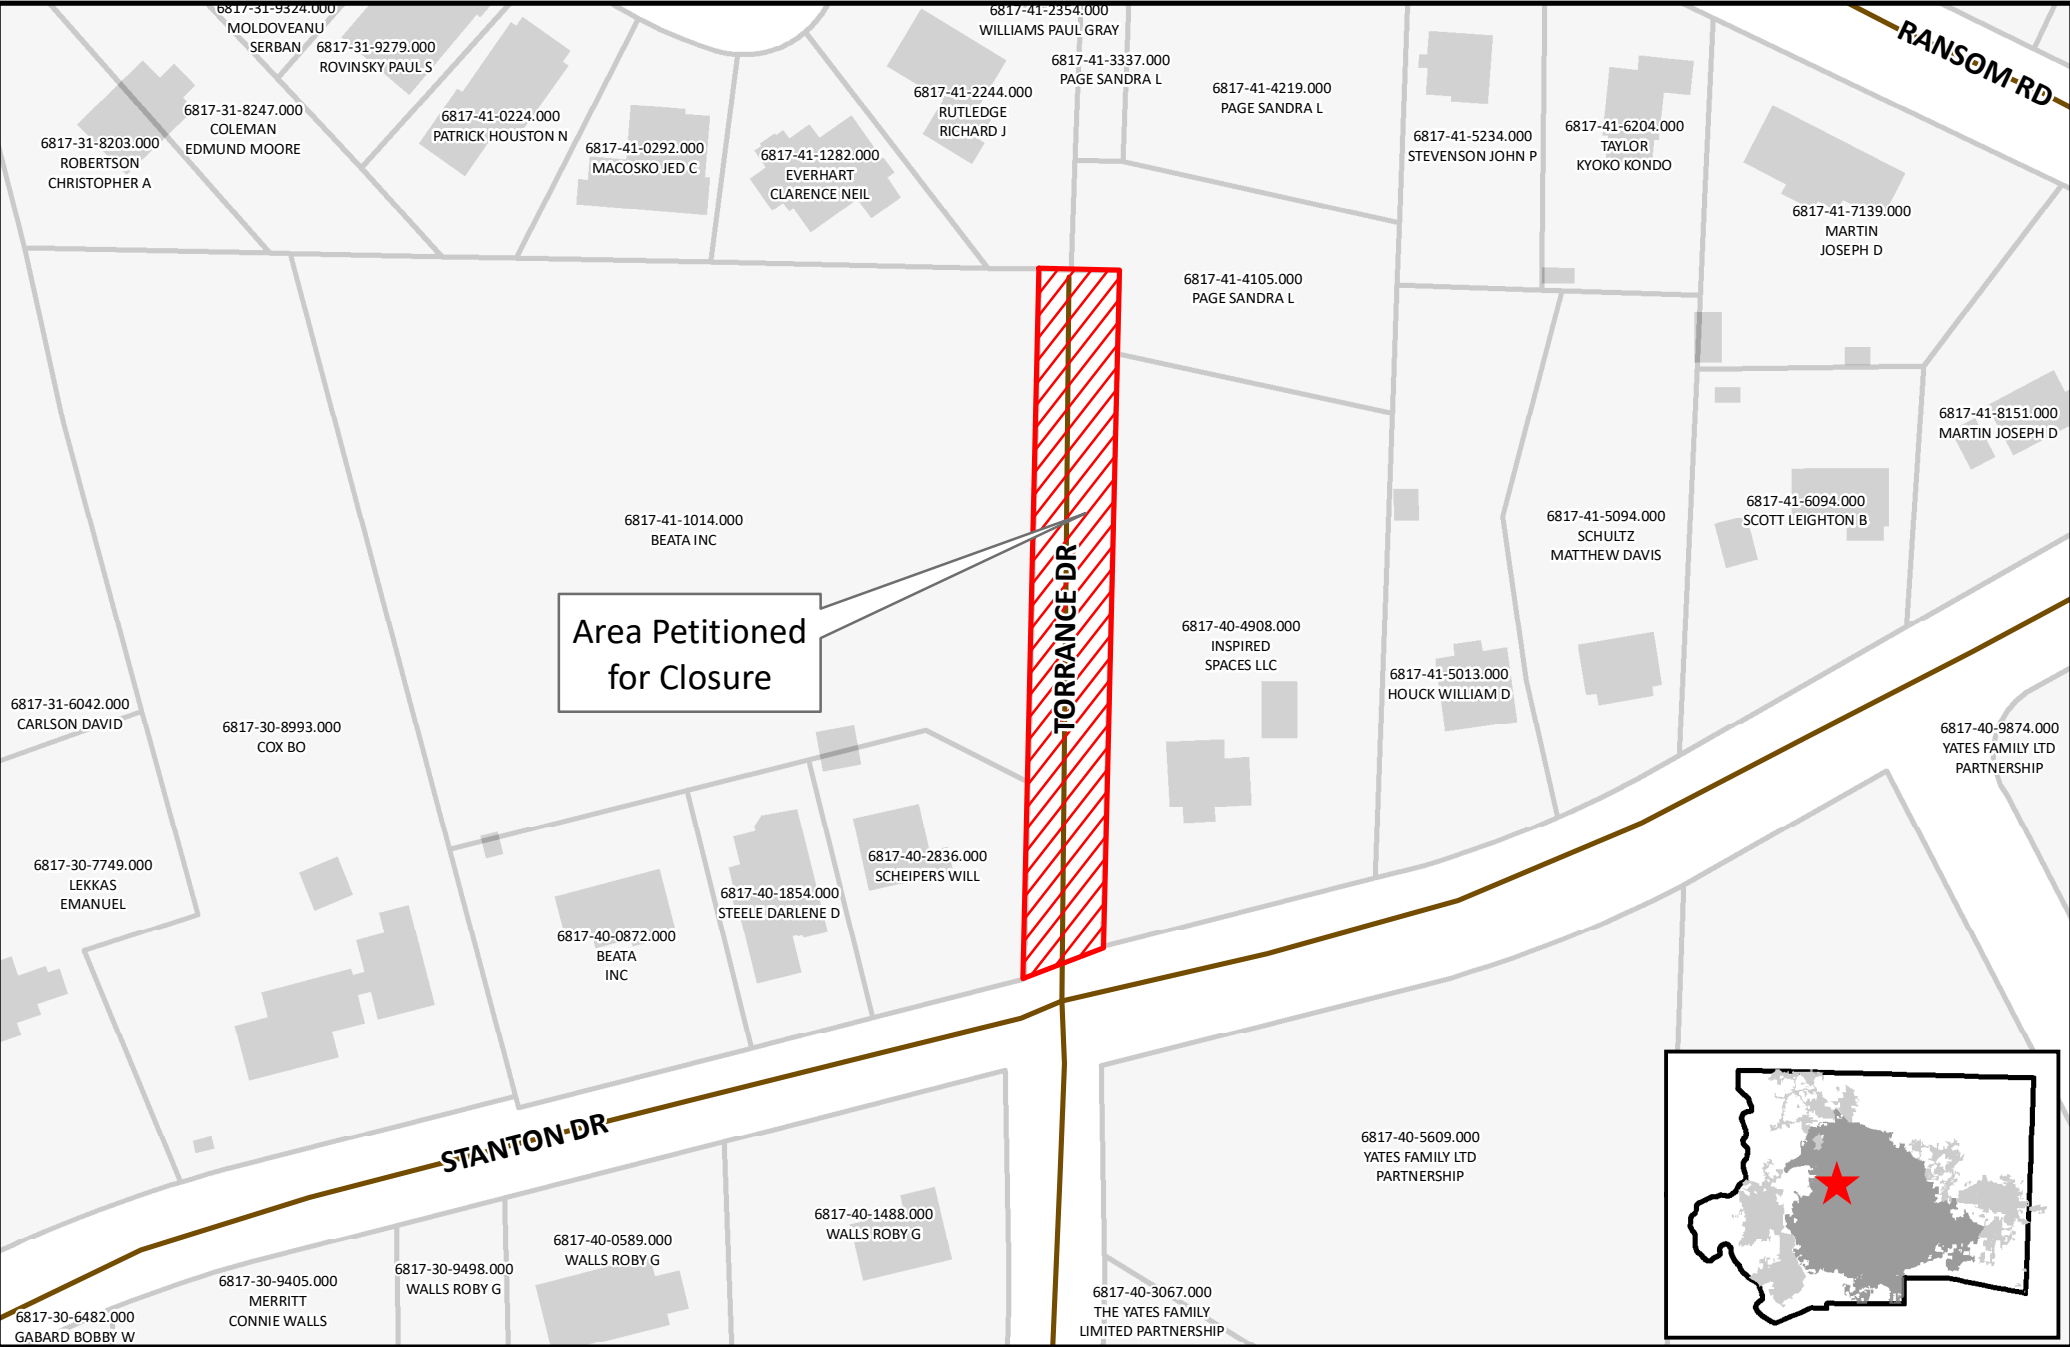 6817-31-9324.000
MOLDOVEANU
SERBAN
6817-31-9279.000
ROVINSKY PAUL S
6817-41-2354.000
WILLIAMS PAUL GRAY
6817-41-3337.000
PAGE SANDRA L
RANSOM RD
6817-31-8203.000
ROBERTSON
CHRISTOPHER A
6817-31-8247.000
COLEMAN
EDMUND MOORE
6817-41-0224.000
PATRICK HOUSTON N
6817-41-0292.000
MACOSKO JED C
6817-41-1282.000
EVERHART
CLARENCE NEIL
6817-41-2244.000
RUTLEDGE
RICHARD J
6817-41-4219.000
PAGE SANDRA L
6817-41-5234.000
STEVENSON JOHN P
6817-41-6204.000
TAYLOR
KYOKO KONDO
6817-41-7139.000
MARTIN
JOSEPH D
6817-41-4105.000
PAGE SANDRA L
6817-41-8151.000
MARTIN JOSEPH D
6817-41-1014.000
BEATA INC
6817-41-5094.000
SCHULTZ
MATTHEW DAVIS
6817-41-6094.000
SCOTT LEIGHTON B
Area Petitioned
for Closure
TORRANCE DR
6817-40-4908.000
INSPIRED
SPACES LLC
6817-41-5013.000
HOUCK WILLIAM D
6817-31-6042.000
CARLSON DAVID
6817-30-8993.000
COX BO
6817-40-9874.000
YATES FAMILY LTD
PARTNERSHIP
6817-30-7749.000
LEKKAS
EMANUEL
6817-40-0872.000
BEATA
INC
6817-40-1854.000
STEELE DARLENE D
6817-40-2836.000
SCHEIPERS WILL
STANTON DR
6817-40-5609.000
YATES FAMILY LTD
PARTNERSHIP
6817-30-6482.000
GABARD BOBBY W
6817-30-9405.000
MERRITT
CONNIE WALLS
6817-30-9498.000
WALLS ROBY G
6817-40-0589.000
WALLS ROBY G
6817-40-1488.000
WALLS ROBY G
6817-40-3067.000
THE YATES FAMILY
LIMITED PARTNERSHIP